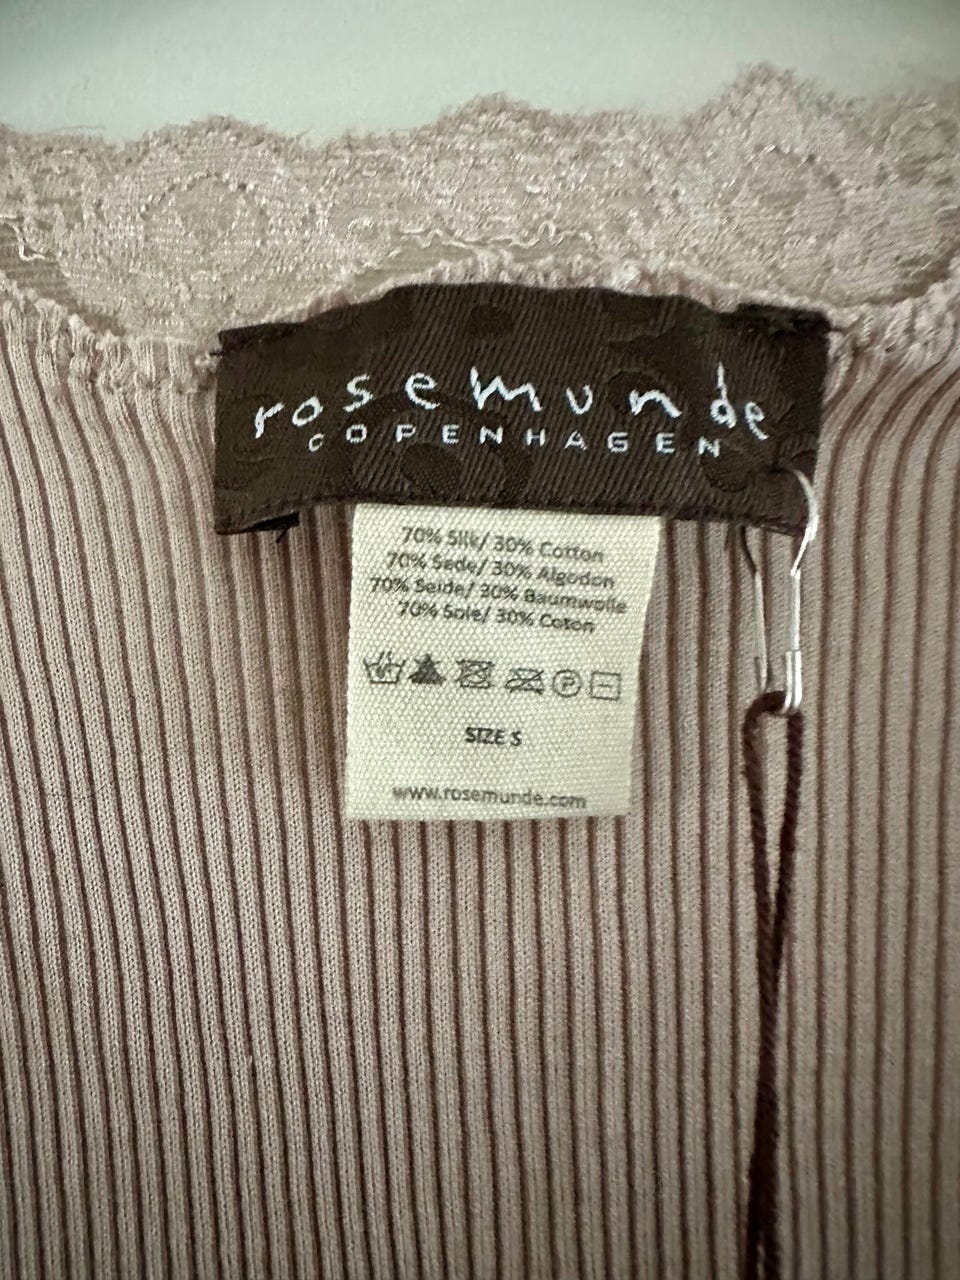 rosemunde
COPENHAGEN
70% Silk/ 30% Cotton
70% Sede/ 30% Algodon
70% Seide/ 30% Baumwolle
70% Soie/ 30% Coton
P
SIZE S
www.rosemunde.com